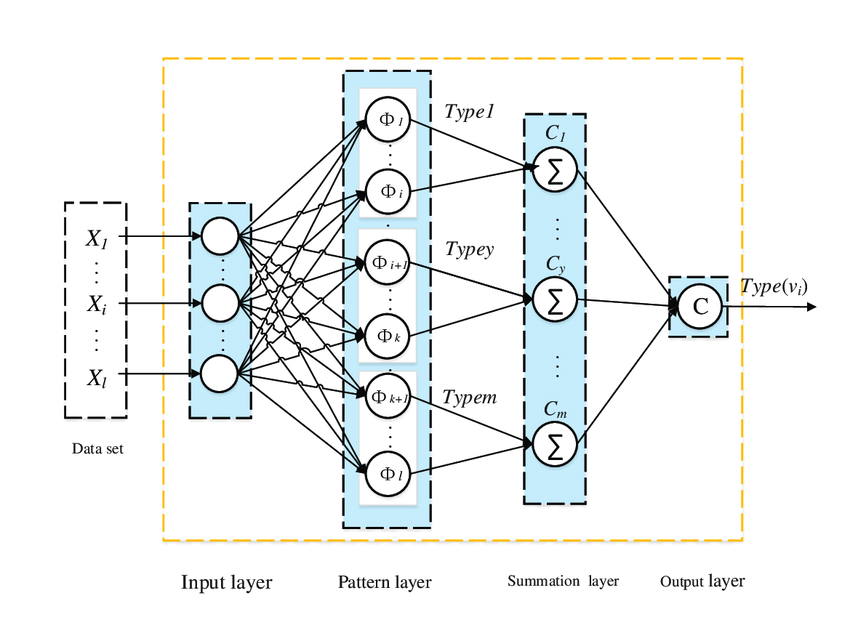 Φ1
Type1
C1
∑
Φi
X1
Typey
Φi+1
Cy
∑
Type(vi)
Xi
C
Φk
Xl
Typem
Φk+1
Cm
∑
Data set
Φl
Input layer
Pattern layer
Summation layer
Output layer